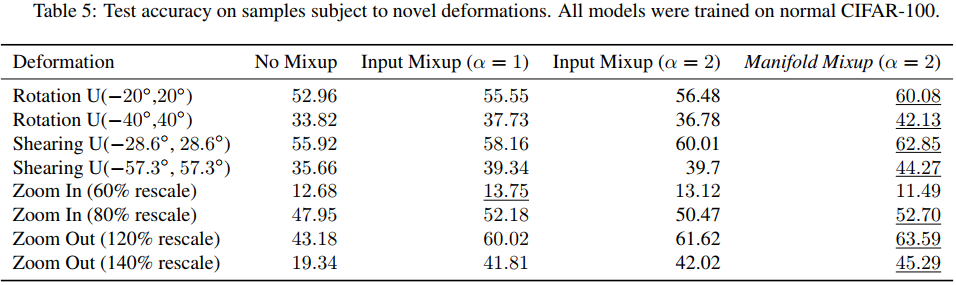 Table 5: Test accuracy on samples subject to novel deformations. All models were trained on normal CIFAR-100.
Deformation No Mixup Input Mixup (α = 1) Input Mixup (α = 2) Manifold Mixup (α = 2)
Rotation U(−20°,20°) 52.96 55.55 56.48 60.08
Rotation U(−40°,40°) 33.82 37.73 36.78 42.13
Shearing U(−28.6°, 28.6°) 55.92 58.16 60.01 62.85
Shearing U(−57.3°, 57.3°) 35.66 39.34 39.7 44.27
Zoom In (60% rescale) 12.68 13.75 13.12 11.49
Zoom In (80% rescale) 47.95 52.18 50.47 52.70
Zoom Out (120% rescale) 43.18 60.02 61.62 63.59
Zoom Out (140% rescale) 19.34 41.81 42.02 45.29